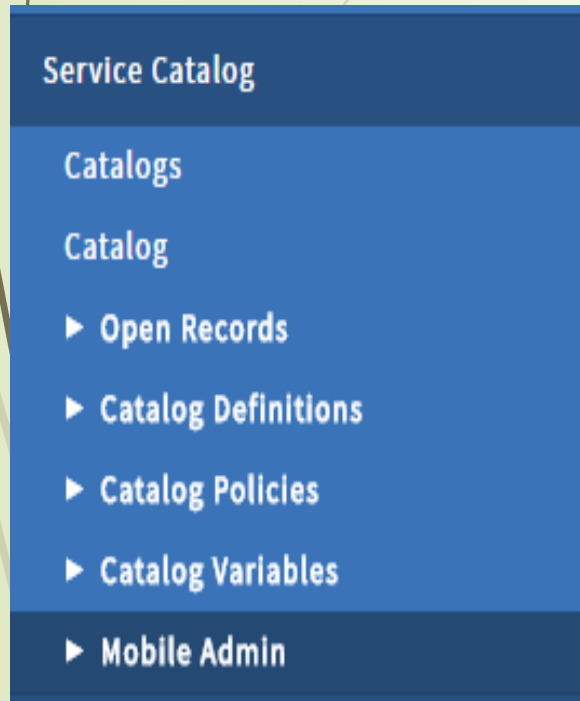 Service Catalog
Catalogs
Catalog
Open Records
Catalog Definitions
Catalog Policies
Catalog Variables
Mobile Admin